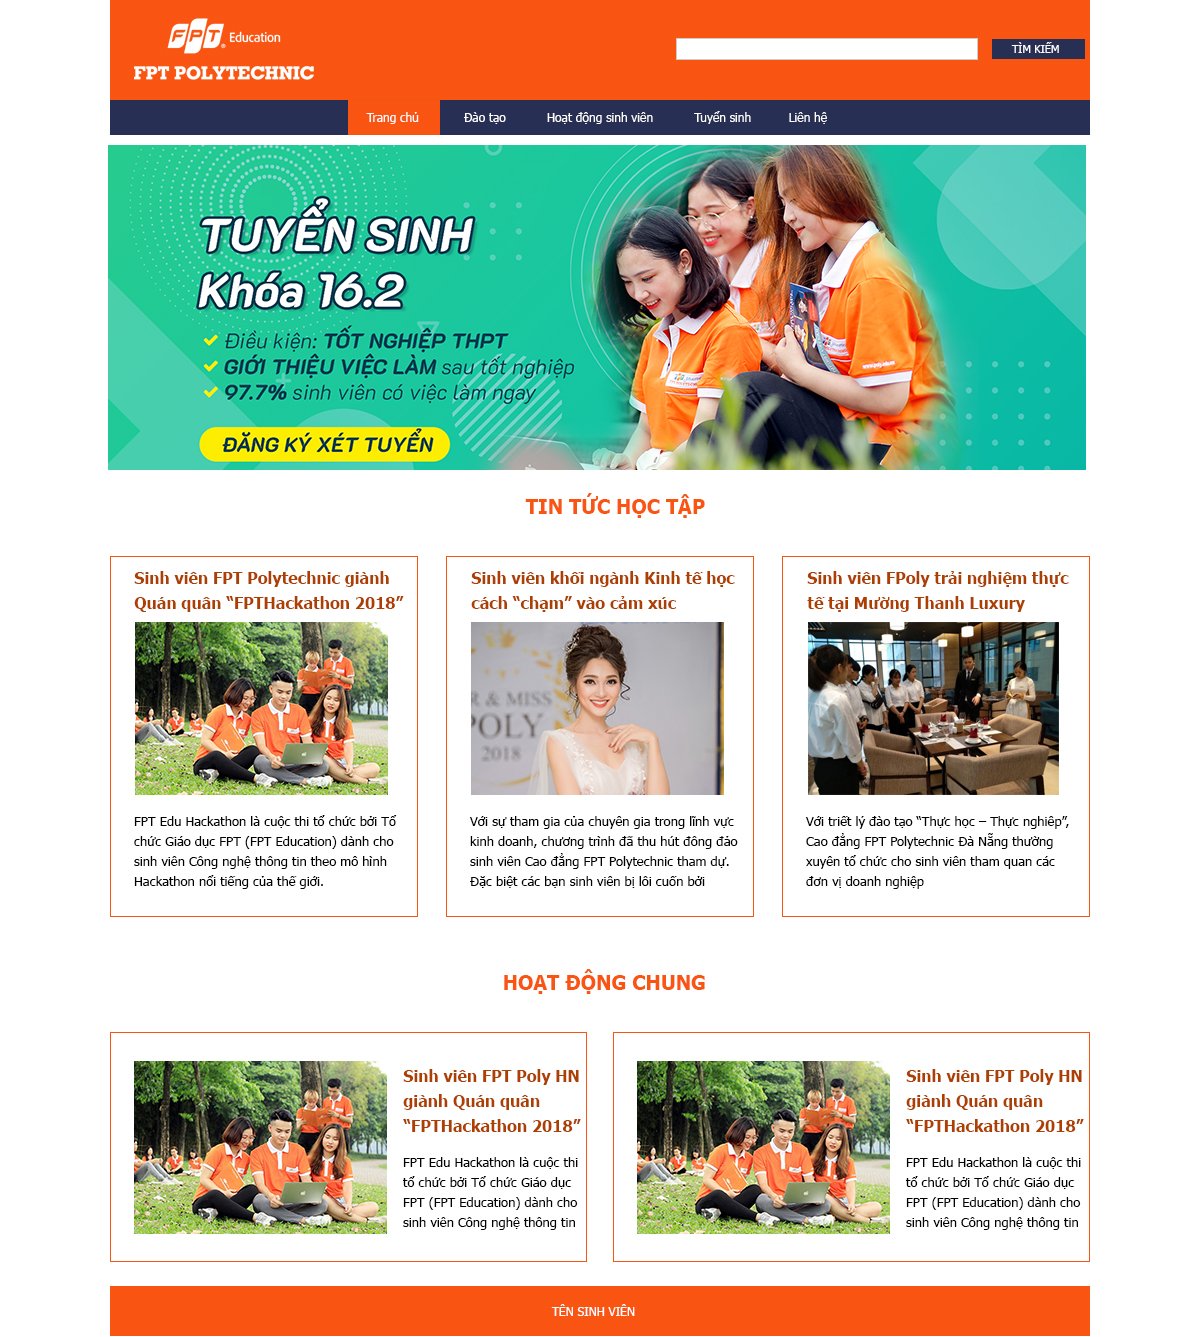 FPT Education
FPT POLYTECHNIC
TÌM KIẾM
Trang chủ Đào tạo Hoạt động sinh viên Tuyển sinh Liên hệ
TUYỂN SINH
Khóa 16.2
Điều kiện: TỐT NGHIỆP THPT
GIỚI THIỆU VIỆC LÀM sau tốt nghiệp
97.7% sinh viên có việc làm ngay
ĐĂNG KÝ XÉT TUYỂN
TIN TỨC HỌC TẬP
Sinh viên FPT Polytechnic giành
Quán quân “FPTHackathon 2018”
FPT Edu Hackathon là cuộc thi tổ chức bởi Tổ
chức Giáo dục FPT (FPT Education) dành cho
sinh viên Công nghệ thông tin theo mô hình
Hackathon nổi tiếng của thế giới.
Sinh viên khối ngành Kinh tế học
cách “chạm” vào cảm xúc
R & MISS
POLY
2018
Với sự tham gia của chuyên gia trong lĩnh vực
kinh doanh, chương trình đã thu hút đông đảo
sinh viên Cao đẳng FPT Polytechnic tham dự.
Đặc biệt các bạn sinh viên bị lôi cuốn bởi
Sinh viên FPoly trải nghiệm thực
tế tại Mường Thanh Luxury
Với triết lý đào tạo “Thực học – Thực nghiêp”,
Cao đẳng FPT Polytechnic Đà Nẵng thường
xuyên tổ chức cho sinh viên tham quan các
đơn vị doanh nghiệp
HOẠT ĐỘNG CHUNG
Sinh viên FPT Poly HN
giành Quán quân
“FPTHackathon 2018”
FPT Edu Hackathon là cuộc thi
tổ chức bởi Tổ chức Giáo dục
FPT (FPT Education) dành cho
sinh viên Công nghệ thông tin
Sinh viên FPT Poly HN
giành Quán quân
“FPTHackathon 2018”
FPT Edu Hackathon là cuộc thi
tổ chức bởi Tổ chức Giáo dục
FPT (FPT Education) dành cho
sinh viên Công nghệ thông tin
TÊN SINH VIÊN